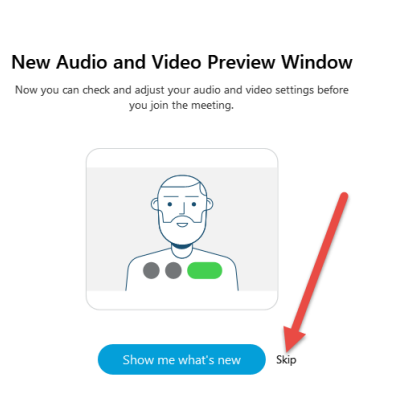 New Audio and Video Preview Window
Now you can check and adjust your audio and video settings before
you join the meeting.
Show me what's new
Skip